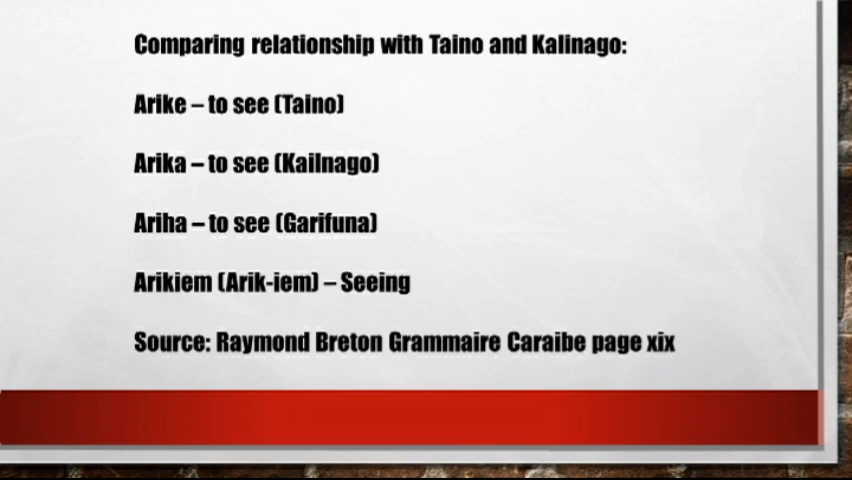 Comparing relationship with Taino and Kalinago:
Arike – to see (Taino)
Arika – to see (Kailnago)
Ariha – to see (Garifuna)
Arikiem (Arik-iem) – Seeing
Source: Raymond Breton Grammaire Caraibe page xix